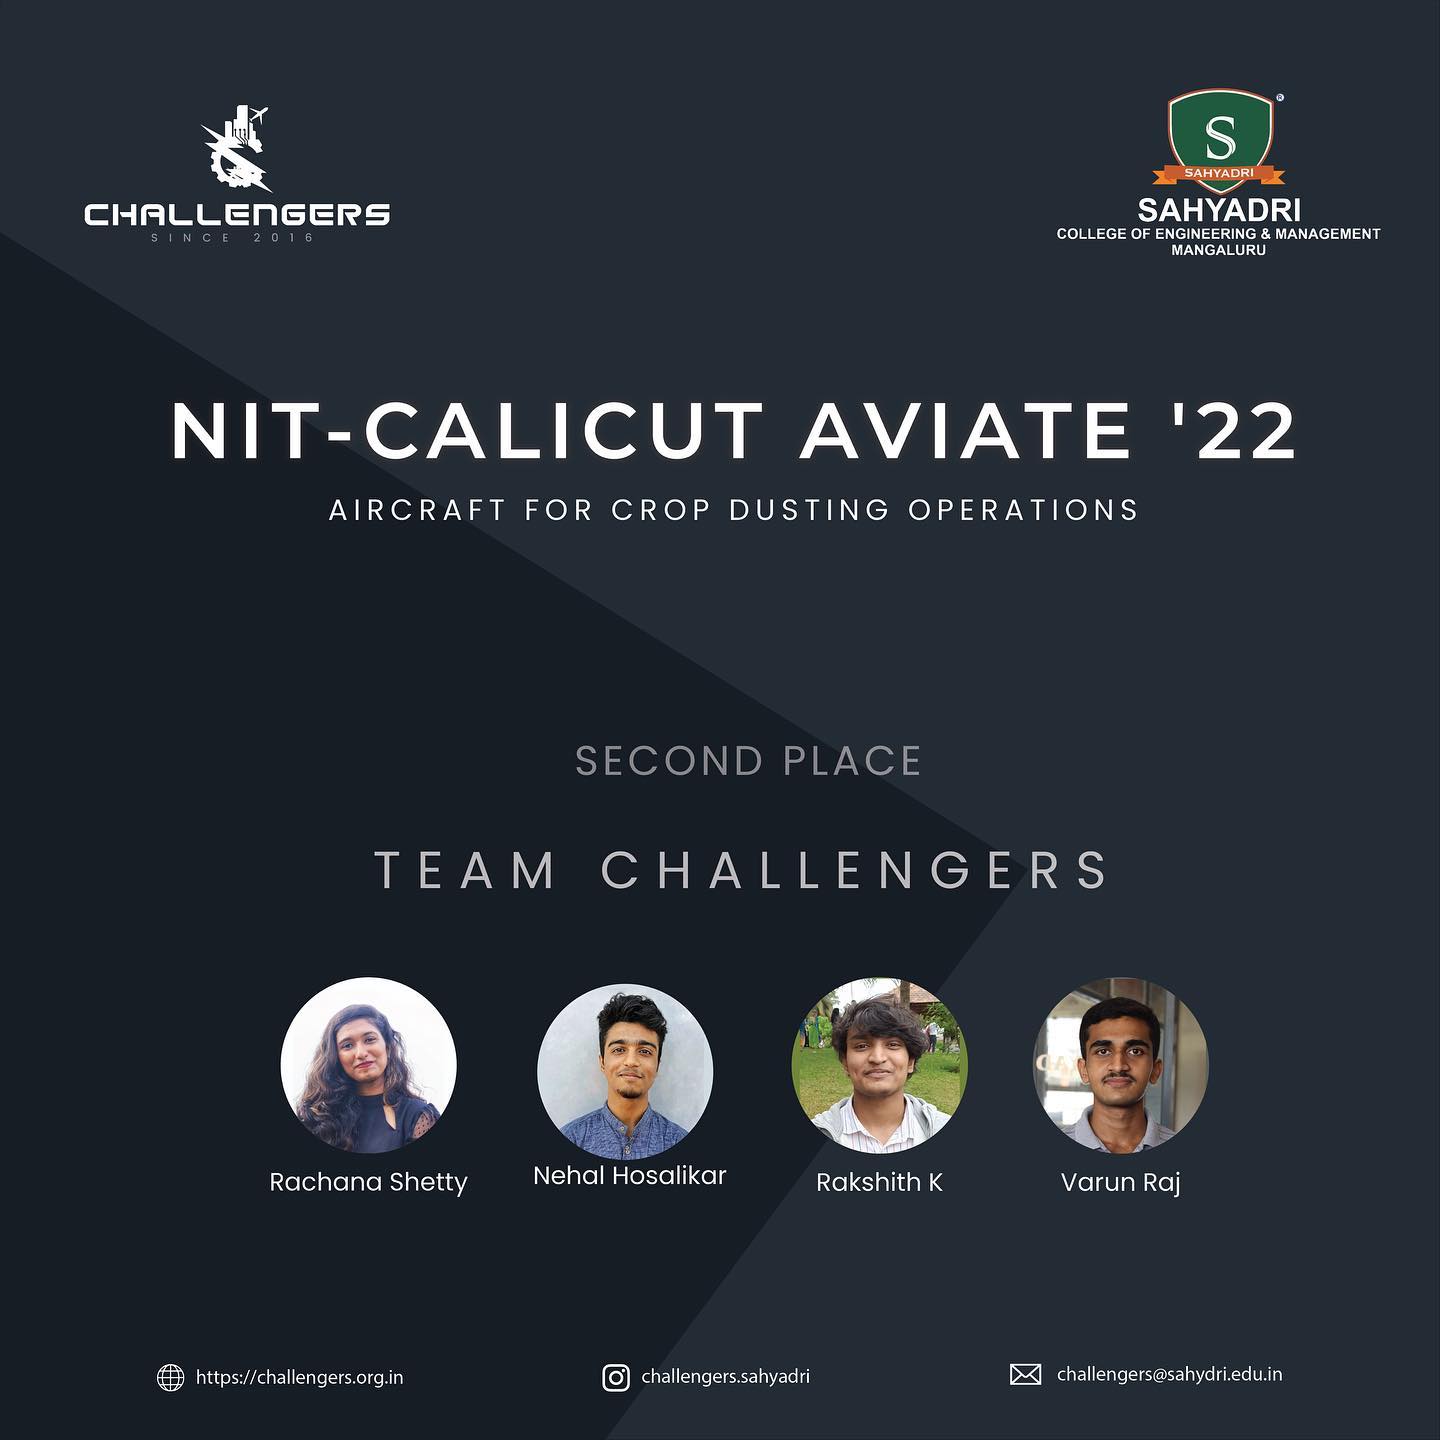 CHALLENGERS
SINCE 2016
S
®
SAHYADRI
SAHYADRI
COLLEGE OF ENGINEERING & MANAGEMENT
MANGALURU
NIT-CALICUT AVIATE '22
AIRCRAFT FOR CROP DUSTING OPERATIONS
SECOND PLACE
TEAM CHALLENGERS
Rachana Shetty
Nehal Hosalikar
Rakshith K
Varun Raj
https://challengers.org.in
challengers.sahyadri
challengers@sahydri.edu.in